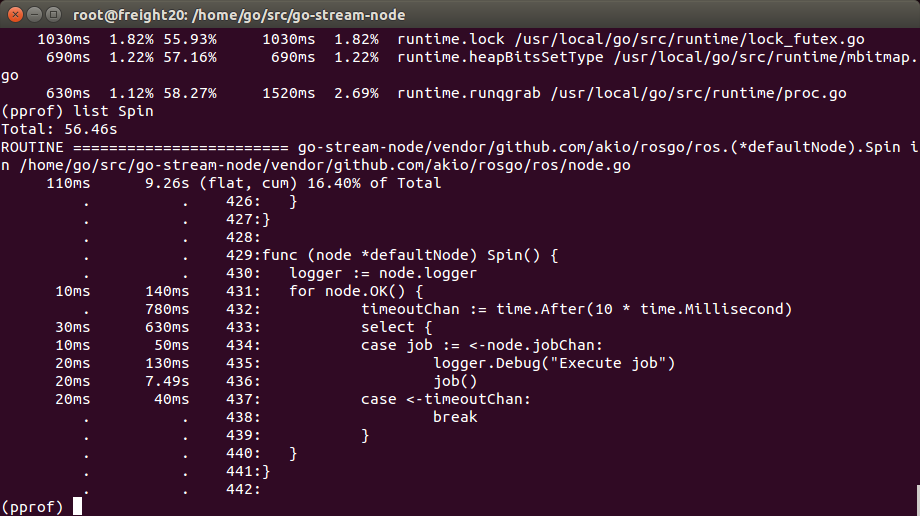 root@freight20: /home/go/src/go-stream-node
1030ms  1.82% 55.93%     1030ms  1.82%  runtime.lock /usr/local/go/src/runtime/lock_futex.go
690ms  1.22% 57.16%      690ms  1.22%  runtime.heapBitsSetType /usr/local/go/src/runtime/mbitmap.
go
630ms  1.12% 58.27%     1520ms  2.69%  runtime.runqgrab /usr/local/go/src/runtime/proc.go
(pprof) list Spin
Total: 56.46s
ROUTINE ======================== go-stream-node/vendor/github.com/akio/rosgo/ros.(*defaultNode).Spin i
n /home/go/src/go-stream-node/vendor/github.com/akio/rosgo/ros/node.go
110ms      9.26s (flat, cum) 16.40% of Total
.          .    426:   }
.          .    427:}
.          .    428:
.          .    429:func (node *defaultNode) Spin() {
.          .    430:   logger := node.logger
10ms      140ms    431:   for node.OK() {
.      780ms    432:           timeoutChan := time.After(10 * time.Millisecond)
30ms      630ms    433:           select {
10ms       50ms    434:           case job := <-node.jobChan:
20ms      130ms    435:                   logger.Debug("Execute job")
20ms      7.49s    436:                   job()
20ms       40ms    437:           case <-timeoutChan:
.          .    438:                   break
.          .    439:           }
.          .    440:   }
.          .    441:}
.          .    442:
(pprof)